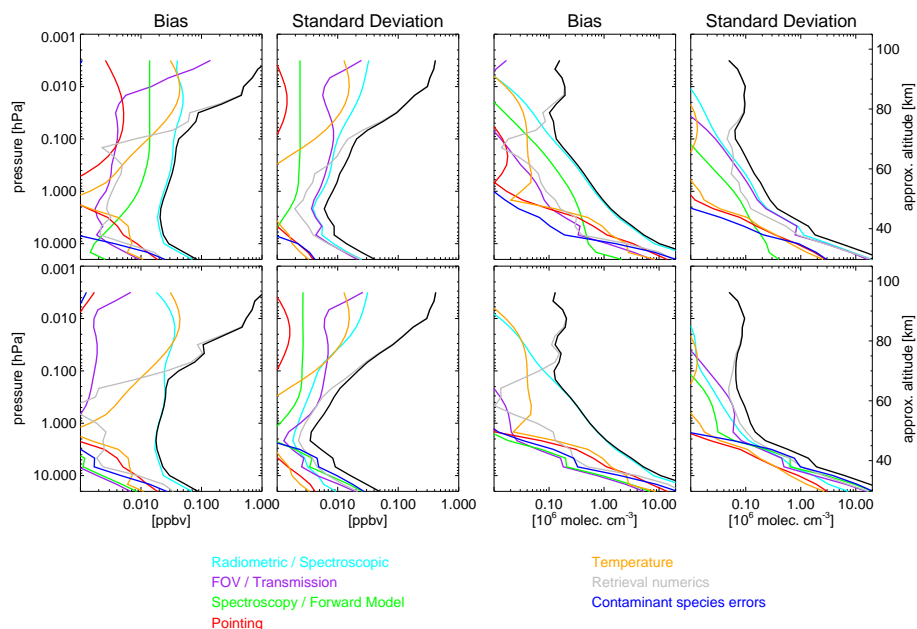 Bias Standard Deviation Bias Standard Deviation
0.001
0.010
0.100
1.000
10.000
pressure [hPa]
100
80
60
40
approx. altitude [km]
0.001
0.010
0.100
1.000
10.000
pressure [hPa]
100
80
60
40
approx. altitude [km]
0.010 0.100 1.000 0.010 0.100 1.000 0.10 1.00 10.00 0.10 1.00 10.00
[ppbv] [ppbv] [10⁶ molec. cm⁻³] [10⁶ molec. cm⁻³]
Radiometric / Spectroscopic
FOV / Transmission
Spectroscopy / Forward Model
Pointing
Temperature
Retrieval numerics
Contaminant species errors